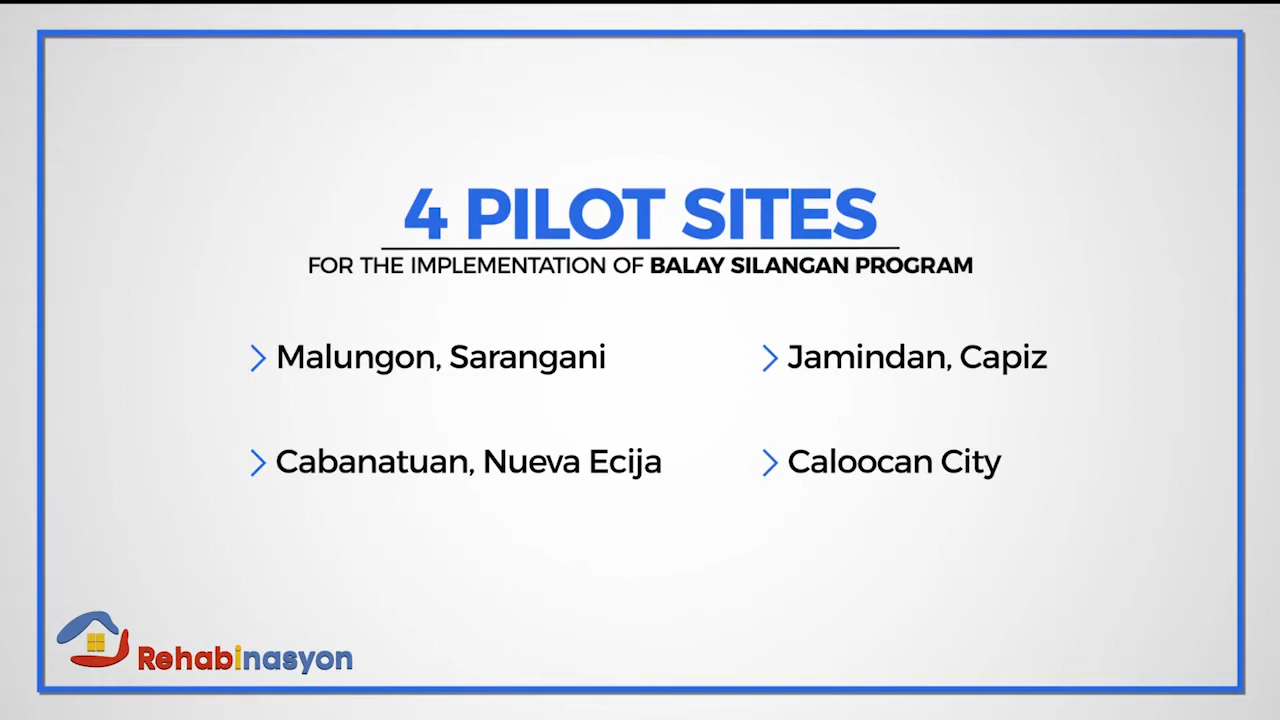 4 PILOT SITES
FOR THE IMPLEMENTATION OF BALAY SILANGAN PROGRAM
Malungon, Sarangani
Jamindan, Capiz
Cabanatuan, Nueva Ecija
Caloocan City
Rehabinasyon